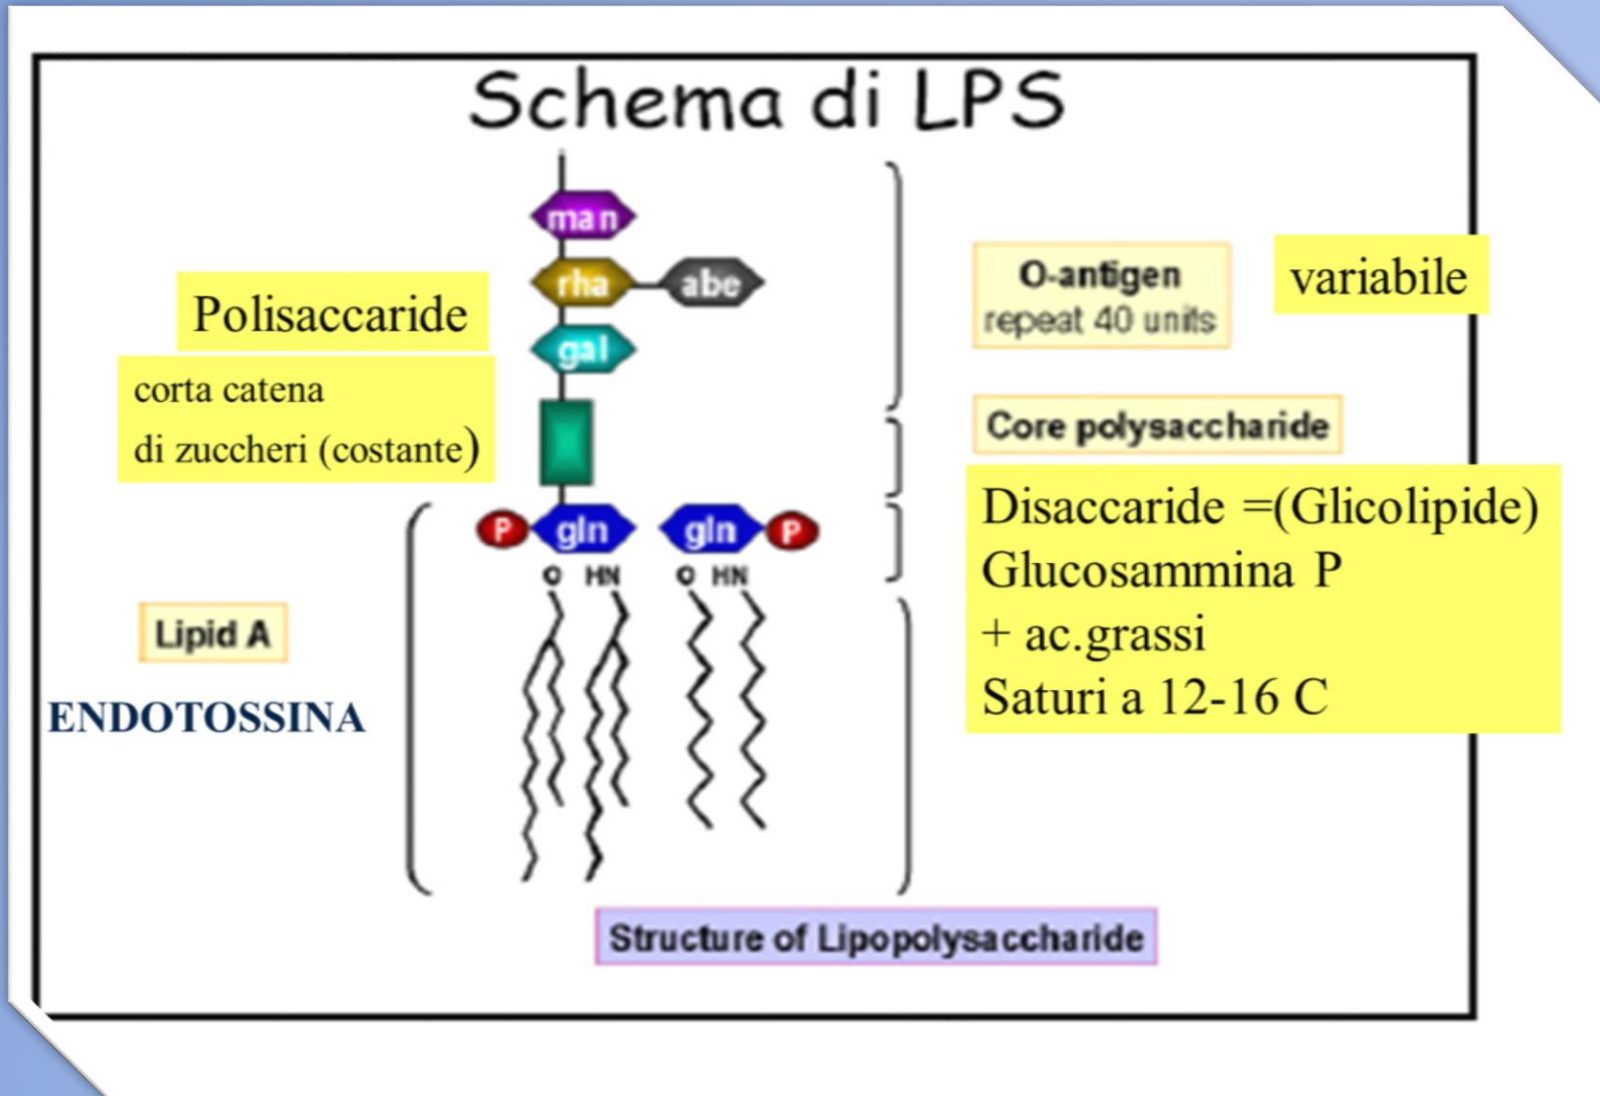 Schema di LPS
man
rha
abe
gal
Polisaccaride
corta catena
di zuccheri (costante)
O-antigen
repeat 40 units
variabile
Core polysaccharide
P
gln
gln
P
O HN
O HN
Disaccaride =(Glicolipide)
Glucosammina P
+ ac.grassi
Saturi a 12-16 C
Lipid A
ENDOTOSSINA
Structure of Lipopolysaccharide